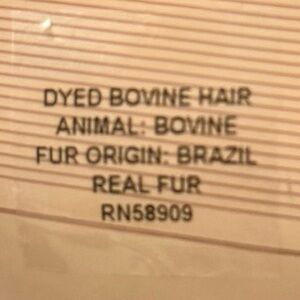 DYED BOVINE HAIR
ANIMAL: BOVINE
FUR ORIGIN: BRAZIL
REAL FUR
RN58909